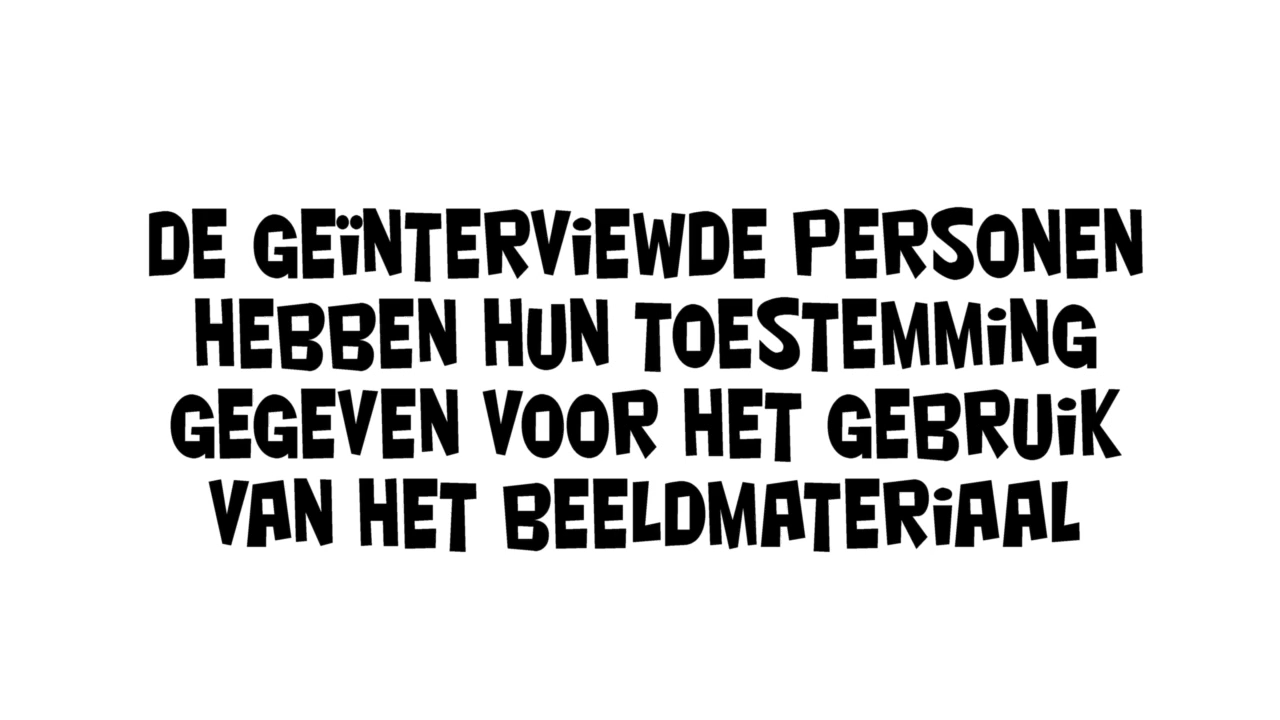 DE GEÏNTERVIEWDE PERSONEN
HEBBEN HUN TOESTEMMING
GEGEVEN VOOR HET GEBRUIK
VAN HET BEELDMATERIAAL